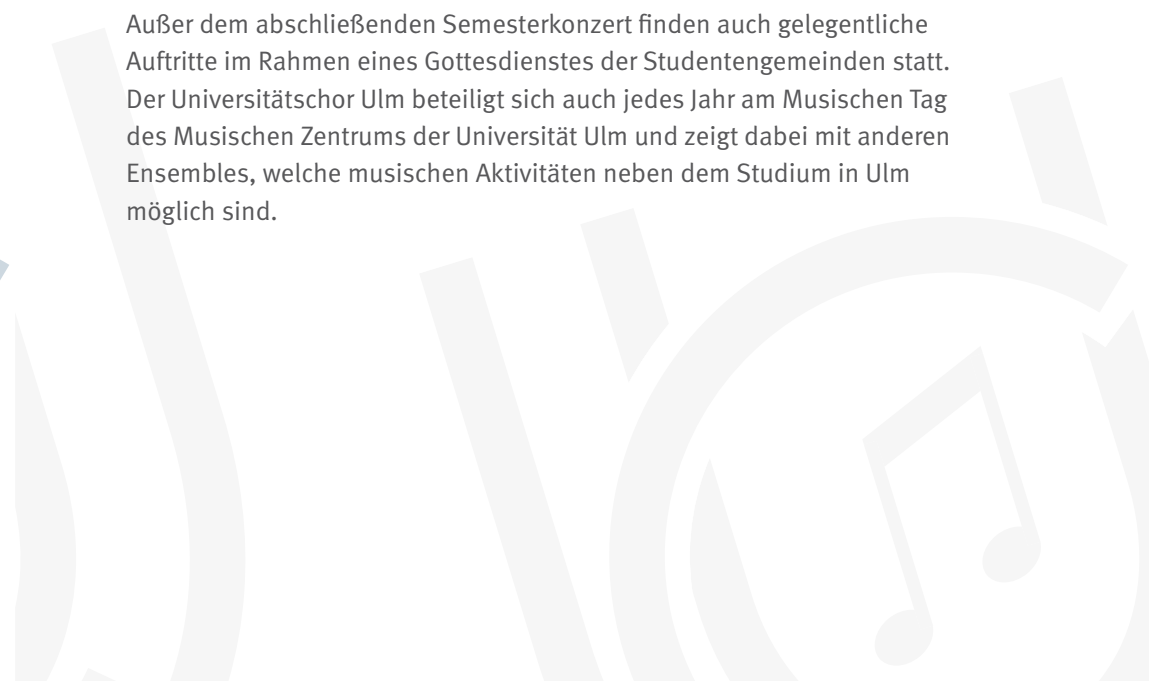 Außer dem abschließenden Semesterkonzert finden auch gelegentliche
Auftritte im Rahmen eines Gottesdienstes der Studentengemeinden statt.
Der Universitätschor Ulm beteiligt sich auch jedes Jahr am Musischen Tag
des Musischen Zentrums der Universität Ulm und zeigt dabei mit anderen
Ensembles, welche musischen Aktivitäten neben dem Studium in Ulm
möglich sind.